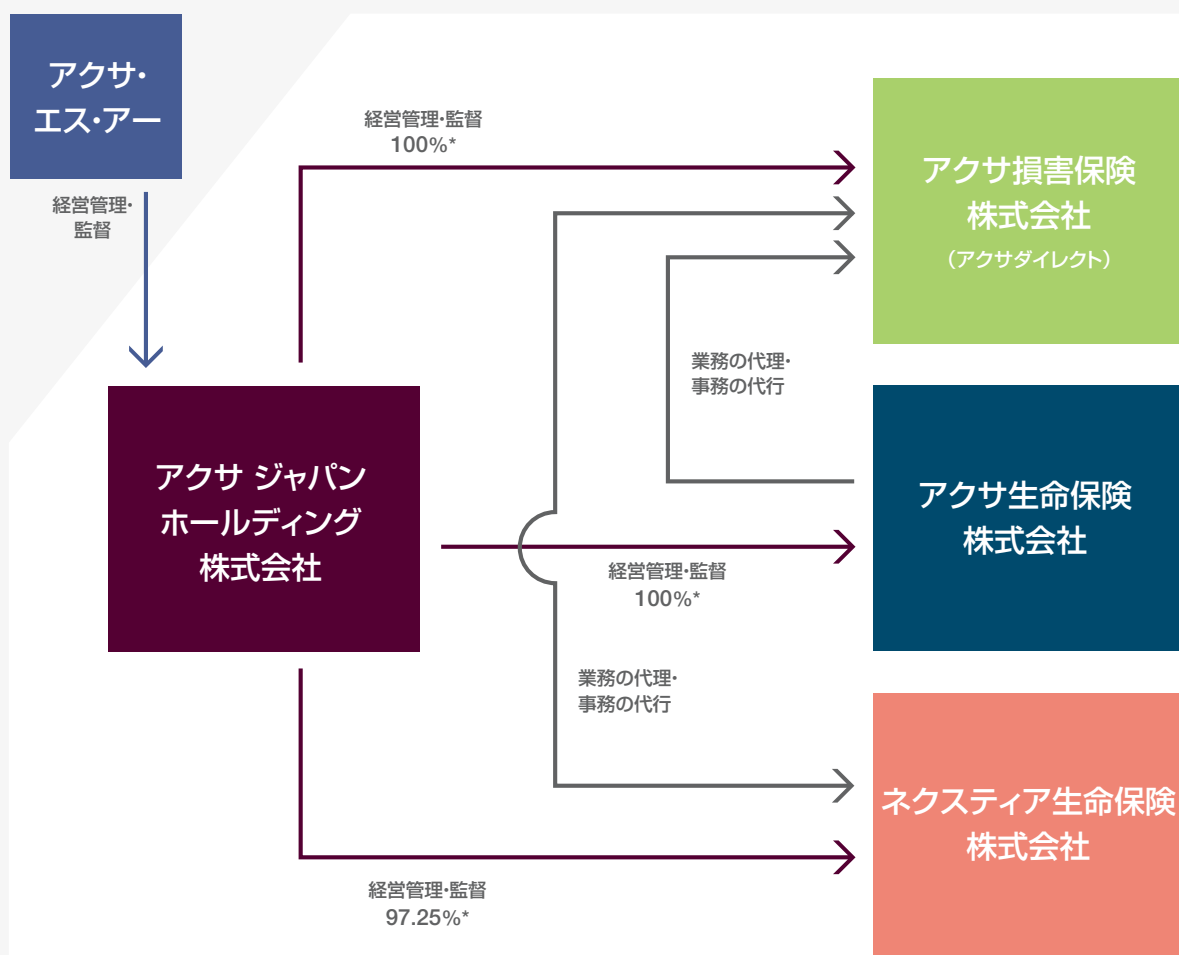 アクサ・
エス・アー
経営管理・
監督
経営管理・監督
100%*
アクサ損害保険
株式会社
（アクサダイレクト）
業務の代理・
事務の代行
アクサ ジャパン
ホールディング
株式会社
アクサ生命保険
株式会社
経営管理・監督
100%*
業務の代理・
事務の代行
ネクスティア生命保険
株式会社
経営管理・監督
97.25%*